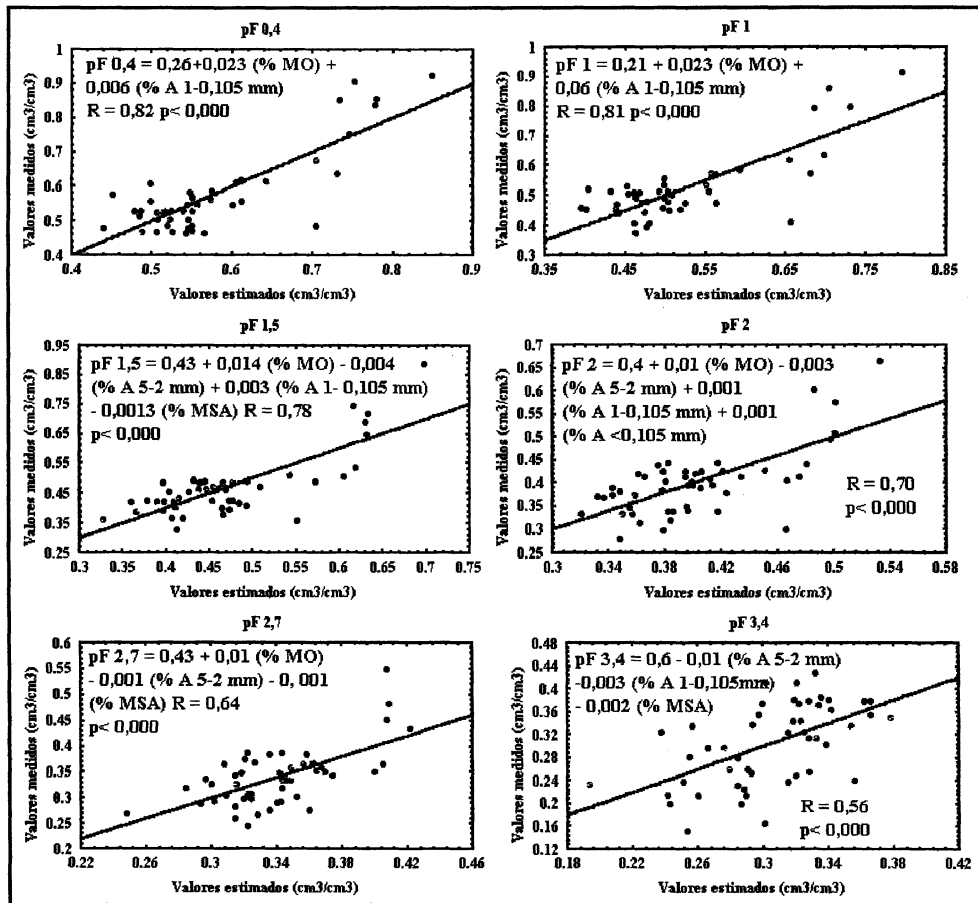 pF 0,4
pF 0,4 = 0,26+0,023 (% MO) +
0,006 (% A 1-0,105 mm)
R = 0,82 p< 0,000
Valores medidos (cm3/cm3)
1
0.9
0.8
0.7
0.6
0.5
0.4
0.4 0.5 0.6 0.7 0.8 0.9
Valores estimados (cm3/cm3)
pF 1
pF 1 = 0,21 + 0,023 (% MO) +
0,06 (% A 1-0,105 mm)
R = 0,81 p< 0,000
Valores medidos (cm3/cm3)
1
0.9
0.8
0.7
0.6
0.5
0.4
0.3
0.35 0.45 0.55 0.65 0.75 0.85
Valores estimados (cm3/cm3)
pF 1,5
pF 1,5 = 0,43 + 0,014 (% MO) - 0,004
(% A 5-2 mm) + 0,003 (% A 1- 0,105 mm)
- 0,0013 (% MSA) R = 0,78
p< 0,000
Valores medidos (cm3/cm3)
0.95
0.85
0.75
0.65
0.55
0.45
0.35
0.25
0.3 0.35 0.4 0.45 0.5 0.55 0.6 0.65 0.7 0.75
Valores estimados (cm3/cm3)
pF 2
pF 2 = 0,4 + 0,01 (% MO) - 0,003
(% A 5-2 mm) + 0,001
(% A 1-0,105 mm) + 0,001
(% A <0,105 mm)
R = 0,70
p< 0,000
Valores medidos (cm3/cm3)
0.7
0.65
0.6
0.55
0.5
0.45
0.4
0.35
0.3
0.25
0.3 0.34 0.38 0.42 0.46 0.5 0.54 0.58
Valores estimados (cm3/cm3)
pF 2,7
pF 2,7 = 0,43 + 0,01 (% MO)
- 0,001 (% A 5-2 mm) - 0, 001
(% MSA) R = 0,64
p< 0,000
Valores medidos (cm3/cm3)
0.6
0.55
0.5
0.45
0.4
0.35
0.3
0.25
0.2
0.22 0.26 0.3 0.34 0.38 0.42 0.46
Valores estimados (cm3/cm3)
pF 3,4
pF 3,4 = 0,6 - 0,01 (% A 5-2 mm)
-0,003 (% A 1-0,105mm)
- 0,002 (% MSA)
R = 0,56
p< 0,000
Valores medidos (cm3/cm3)
0.48
0.44
0.4
0.36
0.32
0.28
0.24
0.2
0.16
0.12
0.18 0.22 0.26 0.3 0.34 0.38 0.42
Valores estimados (cm3/cm3)